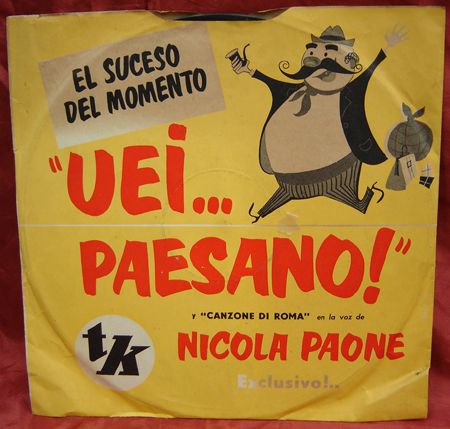 EL SUCESO
DEL MOMENTO
"UEi...
PAESANO!"
y "CANZONE DI ROMA" en la voz de
tk
NICOLA PAONE
Exclusivo!..